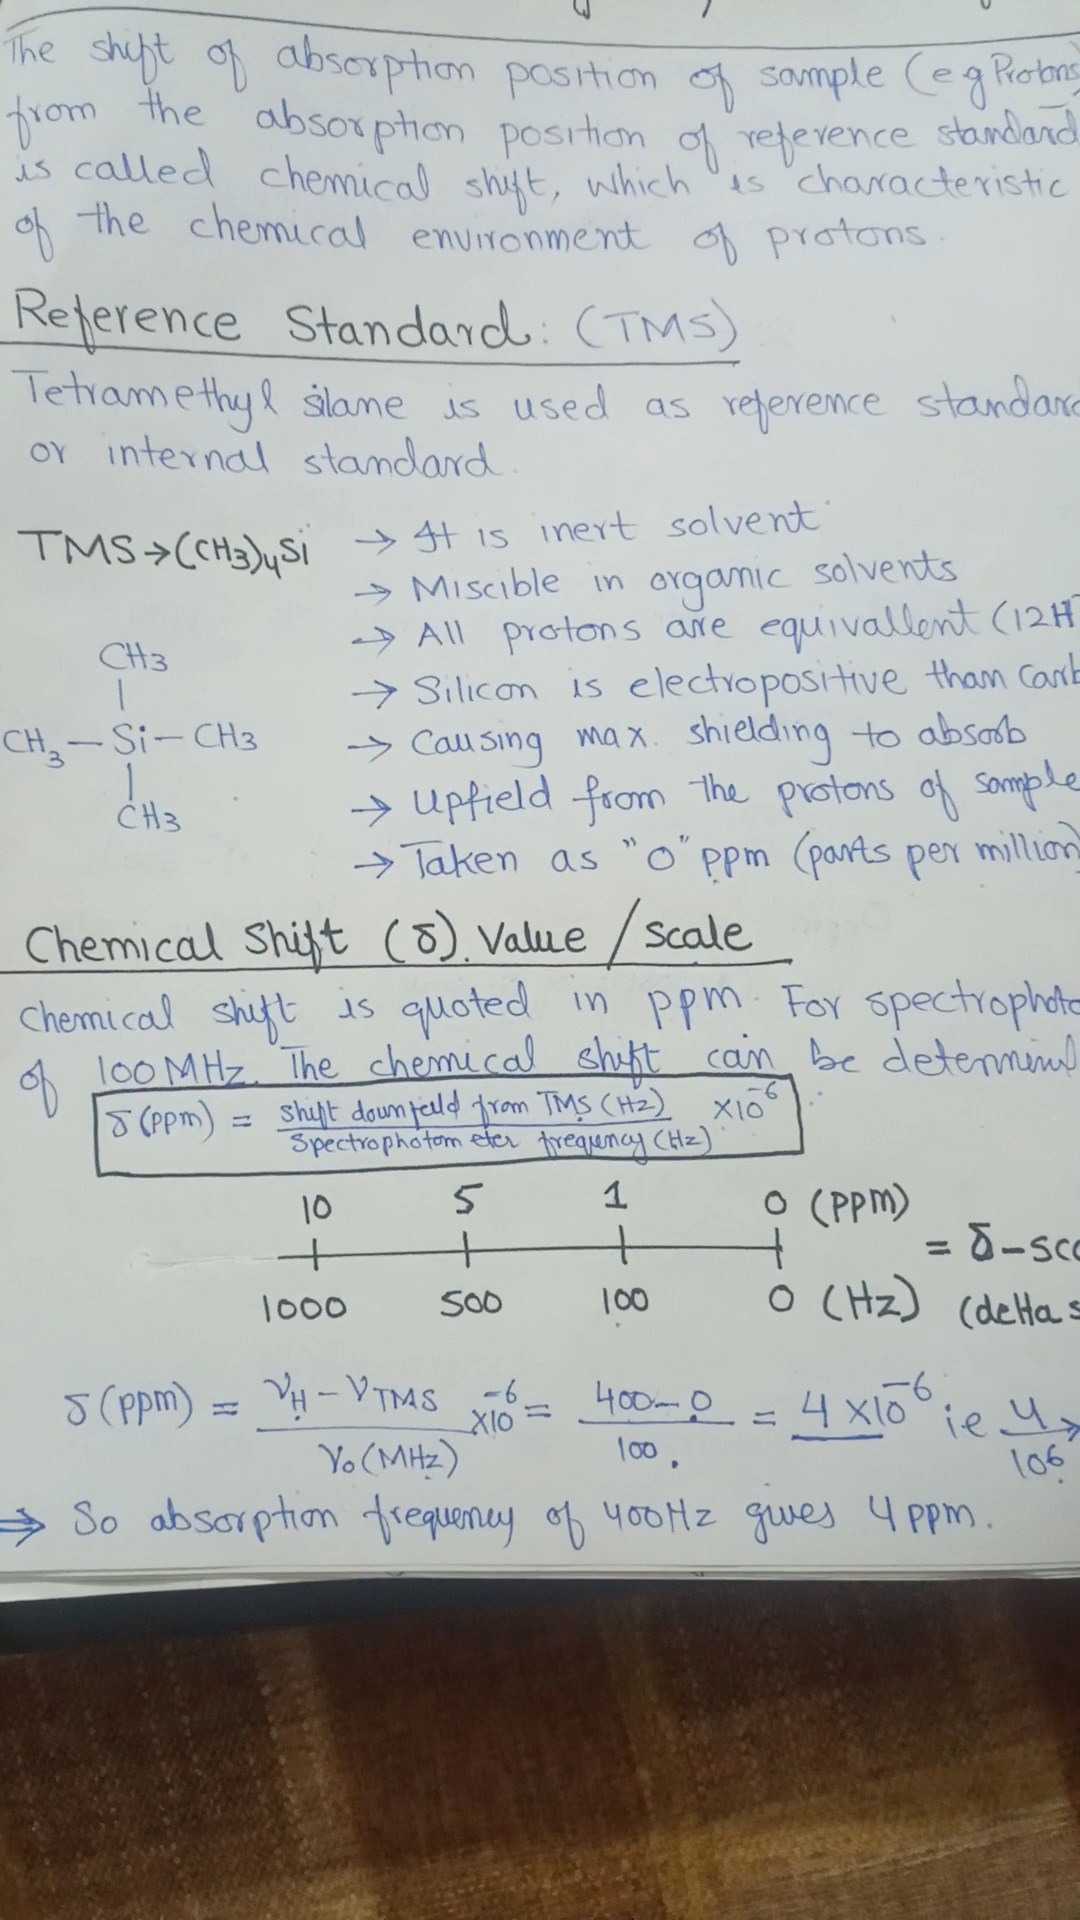 The shift of absorption position of sample (eg Protons)
from the absorption position of reference standard
is called chemical shift, which is characteristic
of the chemical environment of protons.
Reference Standard: (TMS)
Tetramethyl silane is used as reference standard
or internal standard.
TMS→(CH3)4Si → It is inert solvent
→ Miscible in organic solvents
→ All protons are equivallent (12H
CH3
→ Silicon is electropositive than Carb
CH3—Si—CH3 → Causing max. shielding to absorb
CH3 → Upfield from the protons of sample
→ Taken as "0" ppm (parts per million)
Chemical Shift (δ) Value / Scale
Chemical shift is quoted in ppm. For spectrophoto
of 100 MHz. The chemical shift can be determind
δ (ppm) = Shift downfeild from TMS (Hz) / Spectrophotometer frequency (Hz) ×10⁻⁶
10 5 1 0 (ppm)
= δ-sca
1000 500 100 0 (Hz) (delta s
δ (ppm) = νH − νTMS / ν₀ (MHz) ×10⁻⁶ = 400−0 / 100. = 4 ×10⁻⁶ ie 4 / 10⁶ →
⇒ So absorption frequency of 400Hz gives 4 ppm.